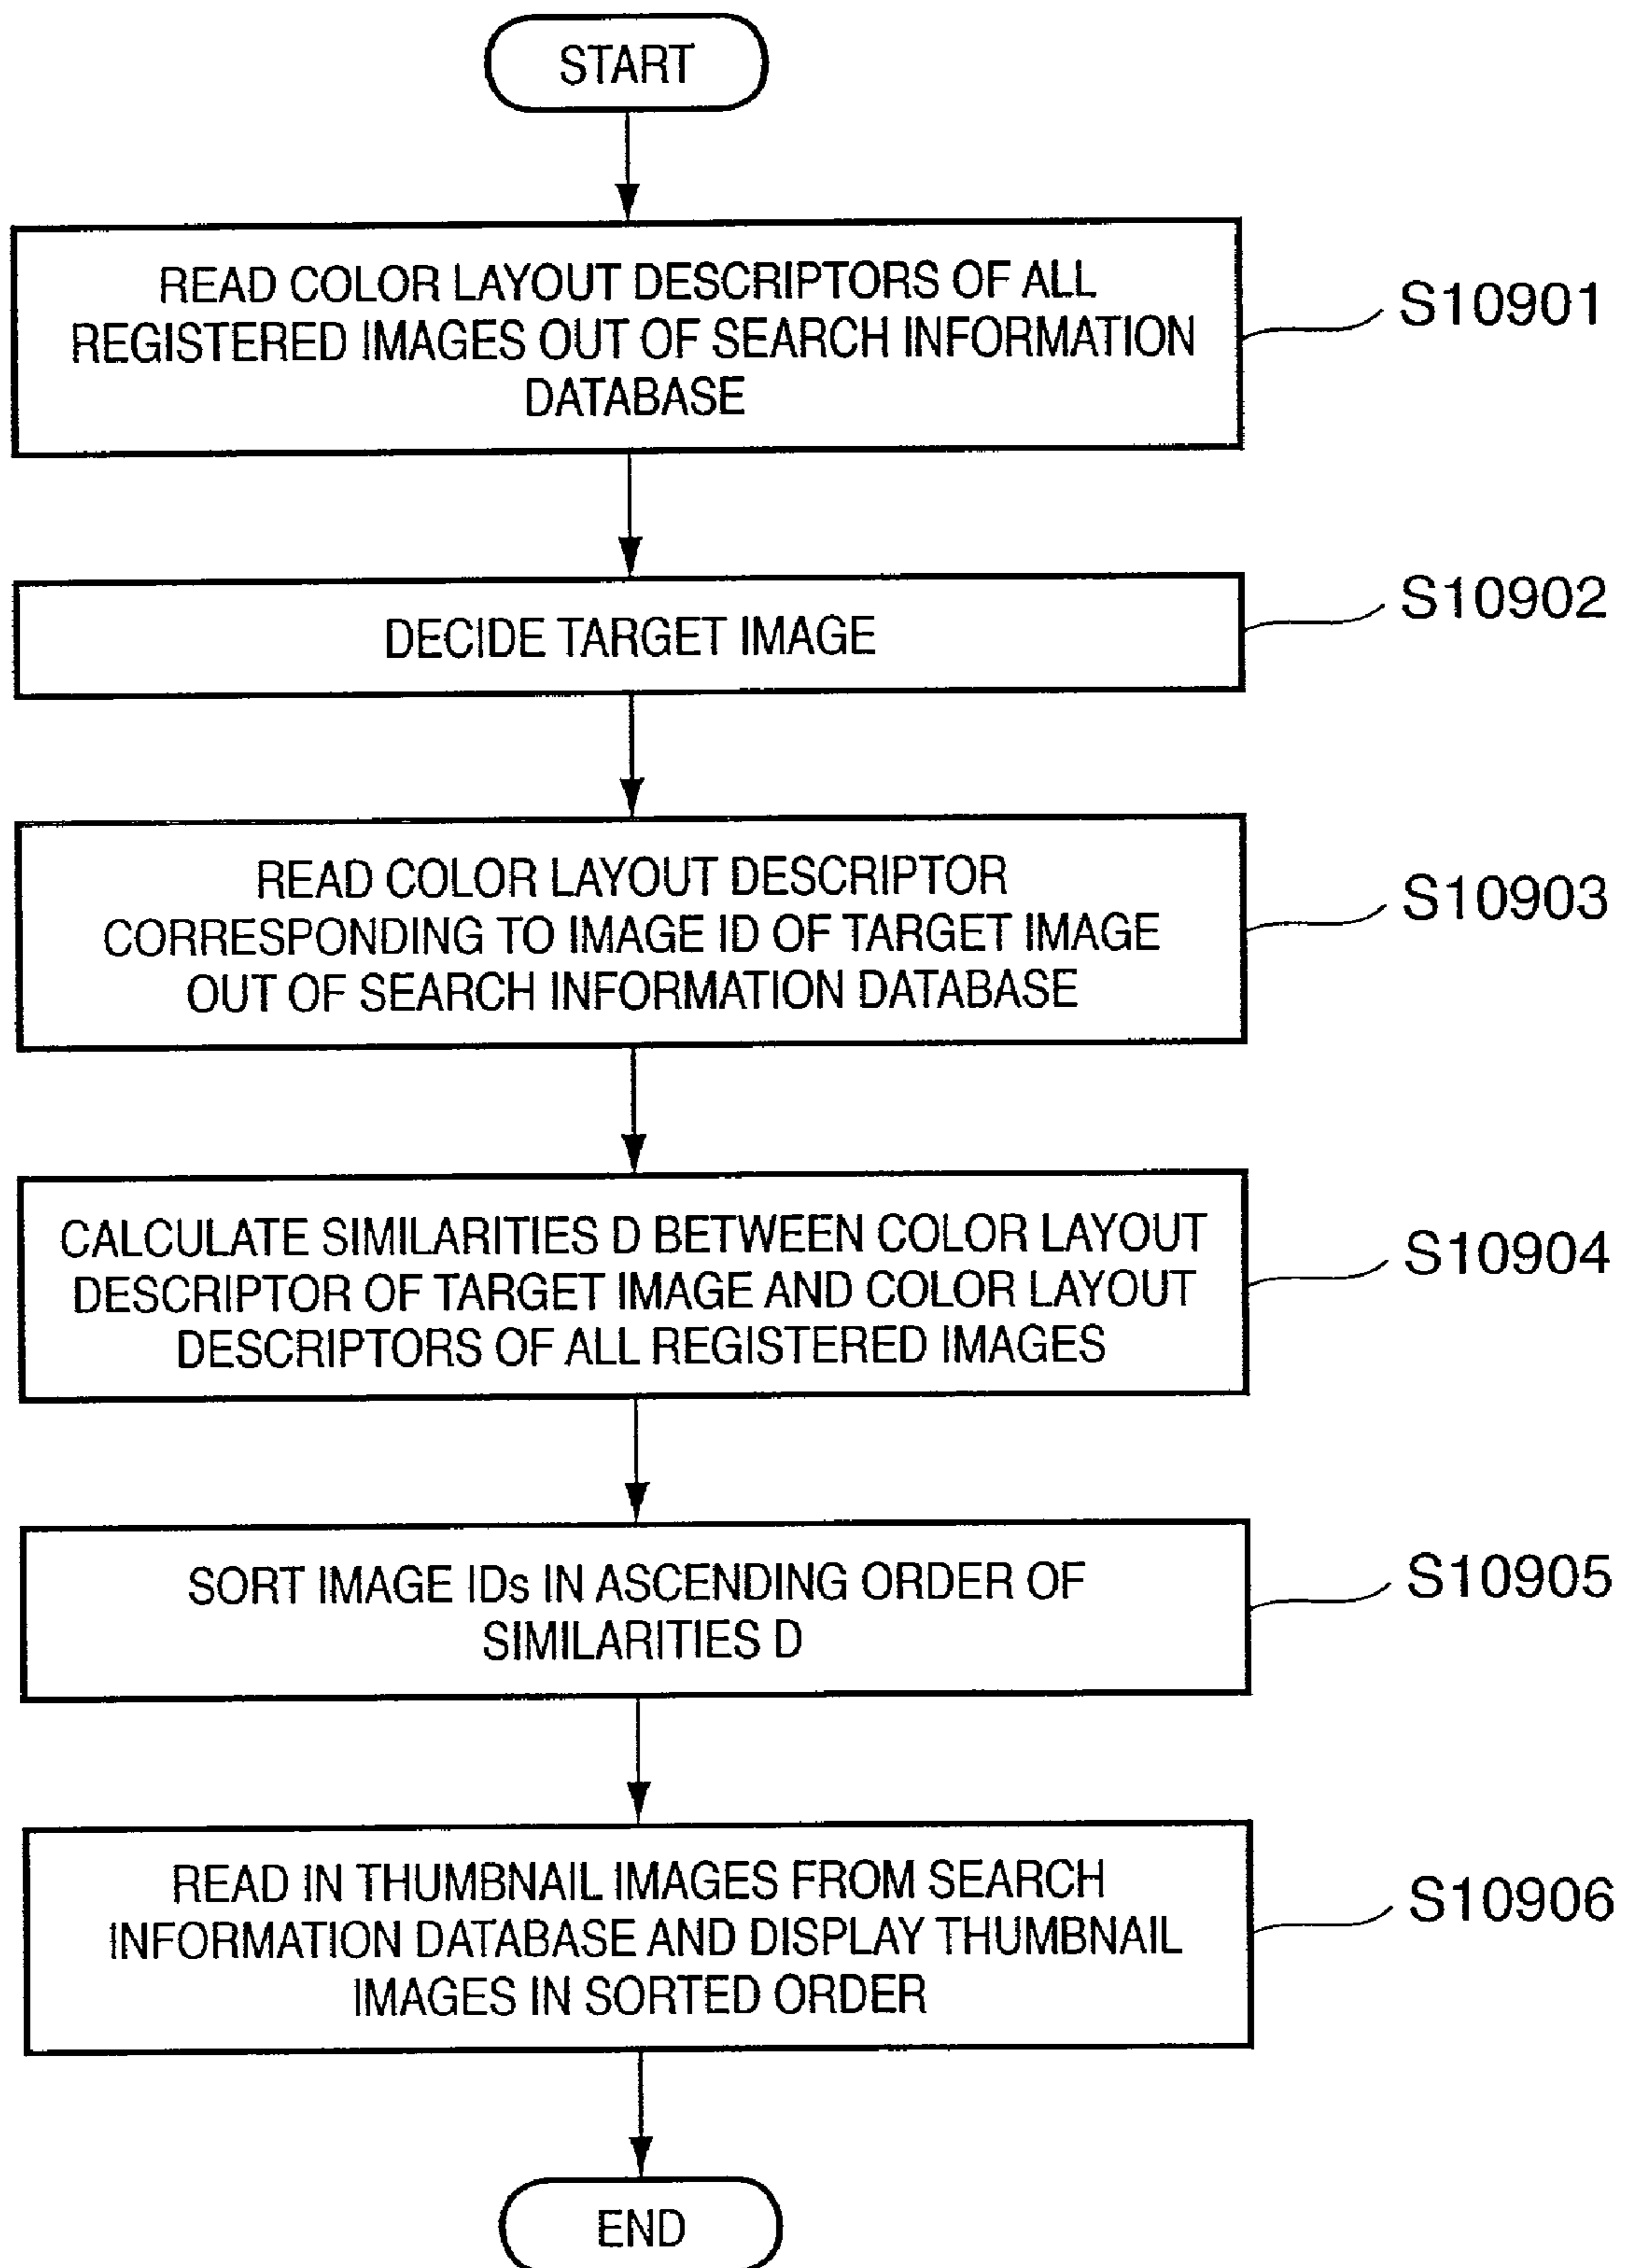 START
READ COLOR LAYOUT DESCRIPTORS OF ALL
REGISTERED IMAGES OUT OF SEARCH INFORMATION
DATABASE
S10901
DECIDE TARGET IMAGE
S10902
READ COLOR LAYOUT DESCRIPTOR
CORRESPONDING TO IMAGE ID OF TARGET IMAGE
OUT OF SEARCH INFORMATION DATABASE
S10903
CALCULATE SIMILARITIES D BETWEEN COLOR LAYOUT
DESCRIPTOR OF TARGET IMAGE AND COLOR LAYOUT
DESCRIPTORS OF ALL REGISTERED IMAGES
S10904
SORT IMAGE IDs IN ASCENDING ORDER OF
SIMILARITIES D
S10905
READ IN THUMBNAIL IMAGES FROM SEARCH
INFORMATION DATABASE AND DISPLAY THUMBNAIL
IMAGES IN SORTED ORDER
S10906
END